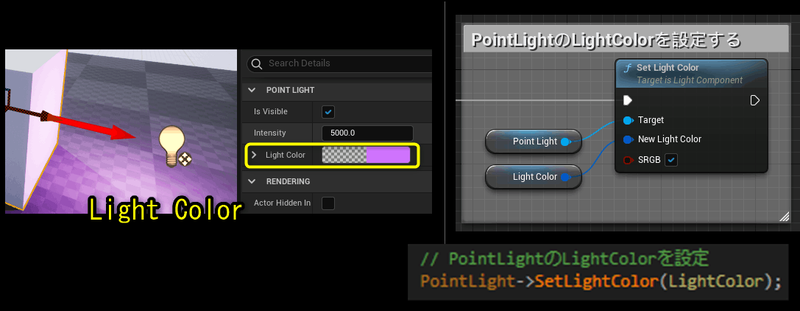 Light Color
Search Details
POINT LIGHT
Is Visible
Intensity
5000.0
Light Color
RENDERING
Actor Hidden In
PointLightのLightColorを設定する
f Set Light Color
Target is Light Component
Target
Point Light
New Light Color
Light Color
SRGB
// PointLightのLightColorを設定
PointLight->SetLightColor(LightColor);